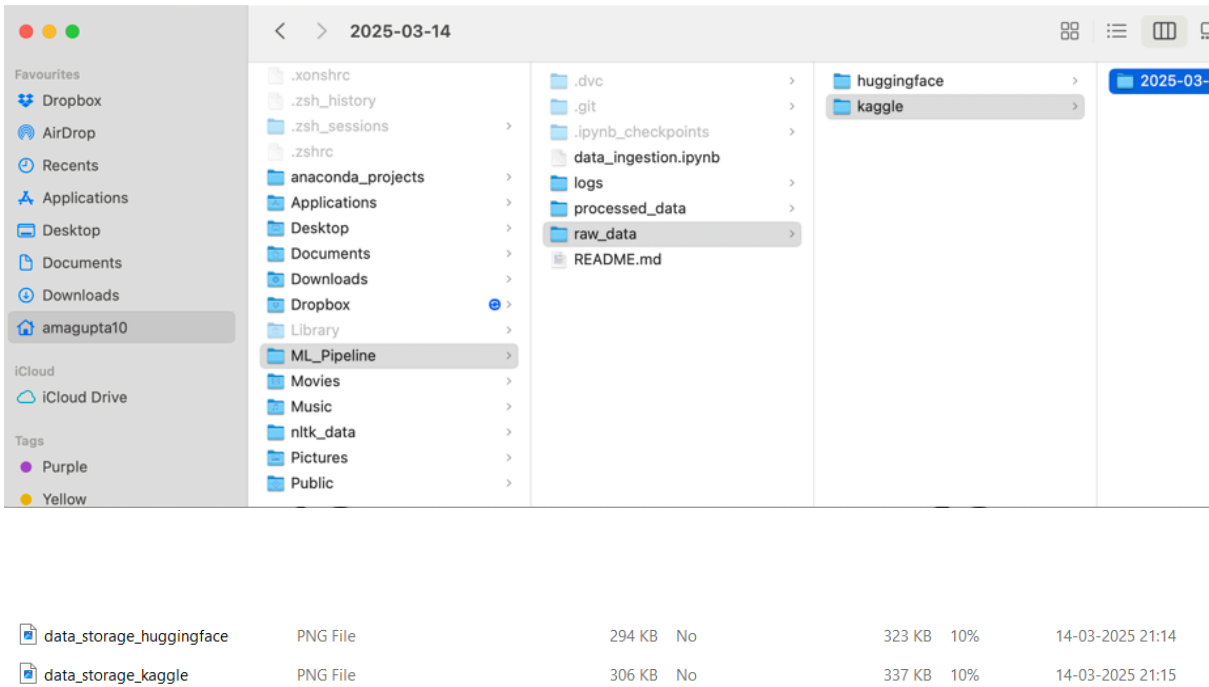 2025-03-14
Favourites
Dropbox
AirDrop
Recents
Applications
Desktop
Documents
Downloads
amagupta10
iCloud
iCloud Drive
Tags
Purple
Yellow
.xonshrc
.zsh_history
.zsh_sessions
.zshrc
anaconda_projects
Applications
Desktop
Documents
Downloads
Dropbox
Library
ML_Pipeline
Movies
Music
nltk_data
Pictures
Public
.dvc
.git
.ipynb_checkpoints
data_ingestion.ipynb
logs
processed_data
raw_data
README.md
huggingface
kaggle
2025-03-
data_storage_huggingface PNG File 294 KB No 323 KB 10% 14-03-2025 21:14
data_storage_kaggle PNG File 306 KB No 337 KB 10% 14-03-2025 21:15